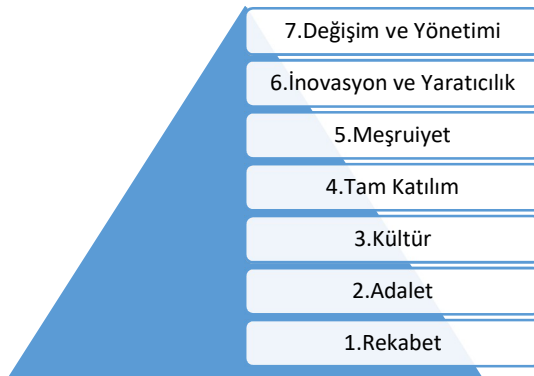 7.Değişim ve Yönetimi
6.İnovasyon ve Yaratıcılık
5.Meşruiyet
4.Tam Katılım
3.Kültür
2.Adalet
1.Rekabet